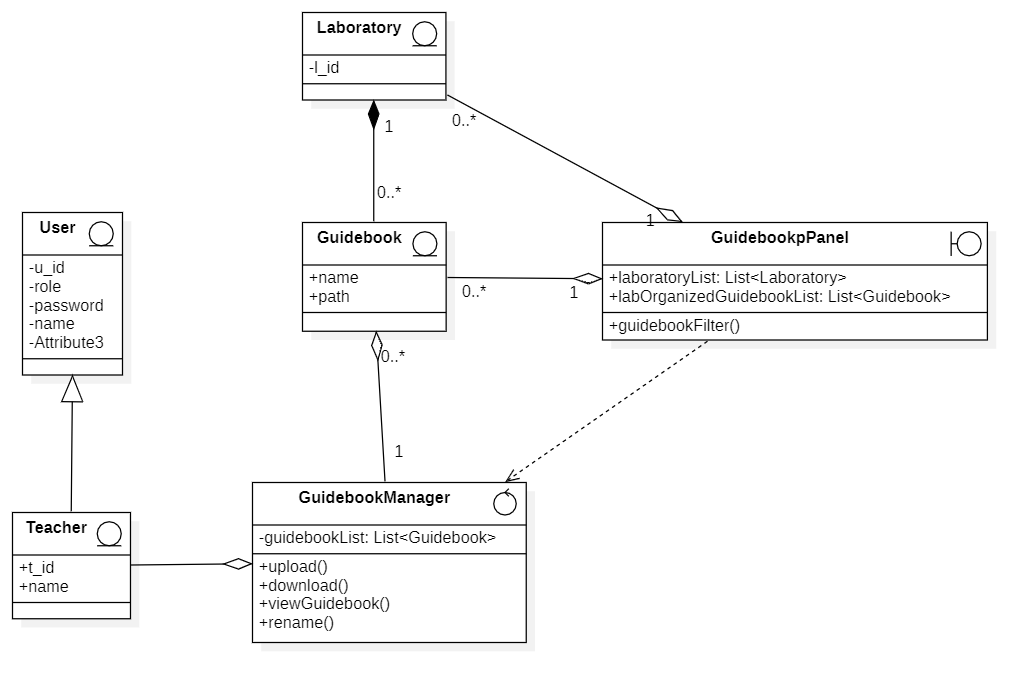 Laboratory
-l_id
1
0..*
0..*
User
-u_id
-role
-password
-name
-Attribute3
Guidebook
+name
+path
0..*
1
1
GuidebookpPanel
+laboratoryList: List<Laboratory>
+labOrganizedGuidebookList: List<Guidebook>
+guidebookFilter()
0..*
1
Teacher
+t_id
+name
GuidebookManager
-guidebookList: List<Guidebook>
+upload()
+download()
+viewGuidebook()
+rename()